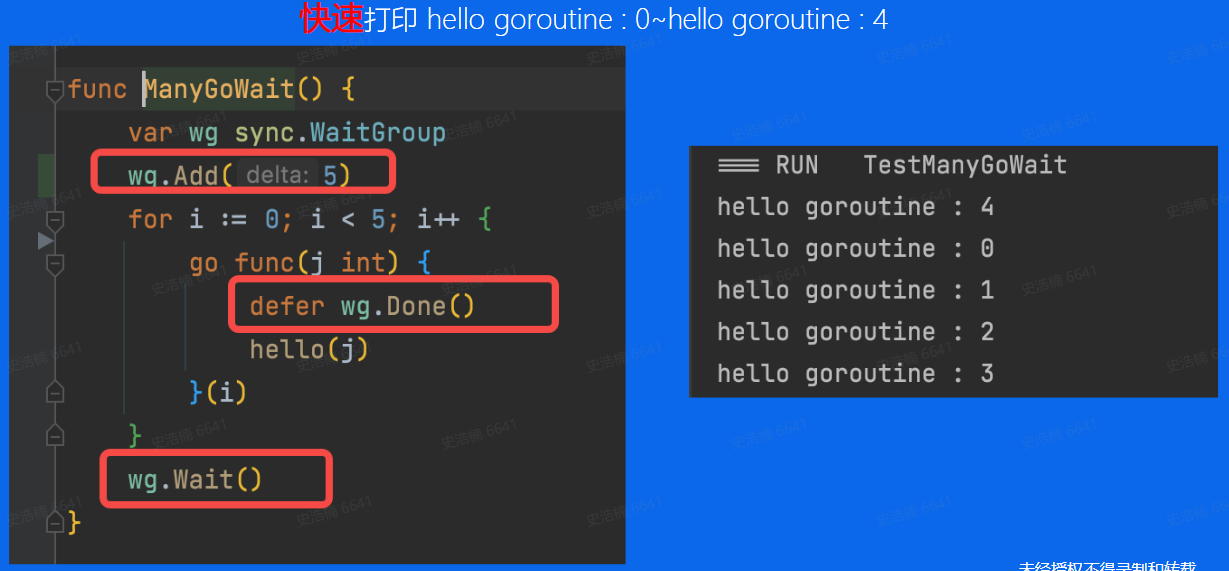 快速打印 hello goroutine : 0~hello goroutine : 4
func ManyGoWait() {
var wg sync.WaitGroup
wg.Add( delta: 5)
for i := 0; i < 5; i++ {
go func(j int) {
defer wg.Done()
hello(j)
}(i)
}
wg.Wait()
}
=== RUN TestManyGoWait
hello goroutine : 4
hello goroutine : 0
hello goroutine : 1
hello goroutine : 2
hello goroutine : 3
史浩楠 6641
未经授权不得录制和转载